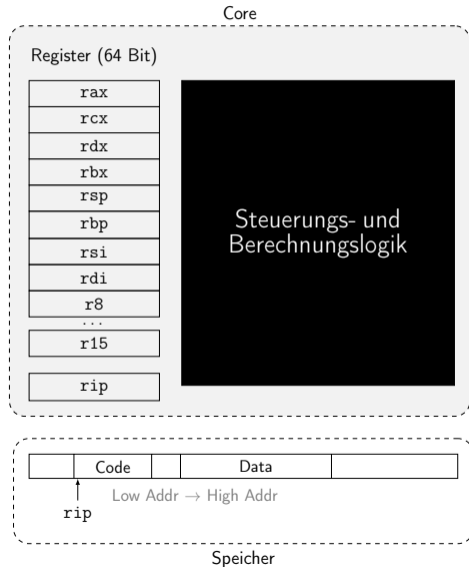 Core
Register (64 Bit)
rax
rcx
rdx
rbx
rsp
rbp
rsi
rdi
r8
...
r15
rip
Steuerungs- und
Berechnungslogik
Code
Data
Low Addr → High Addr
rip
Speicher